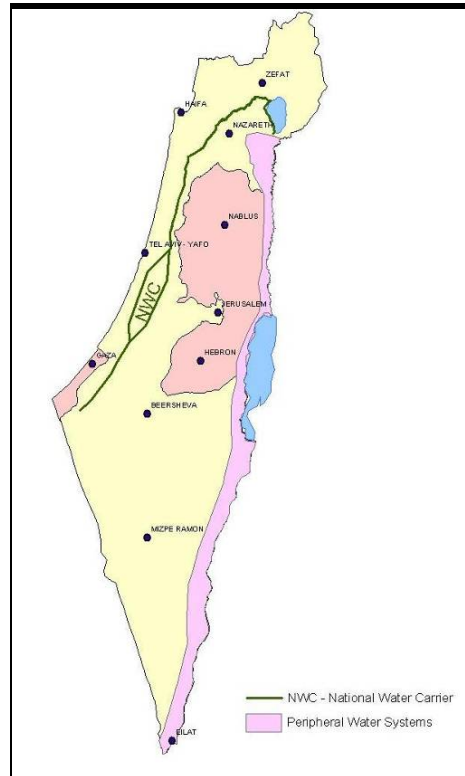 ZEFAT
HAIFA
NAZARETH
NABLUS
TEL AVIV - YAFO
NWC
JERUSALEM
GAZA
HEBRON
BEERSHEVA
MIZPE RAMON
EILAT
NWC - National Water Carrier
Peripheral Water Systems